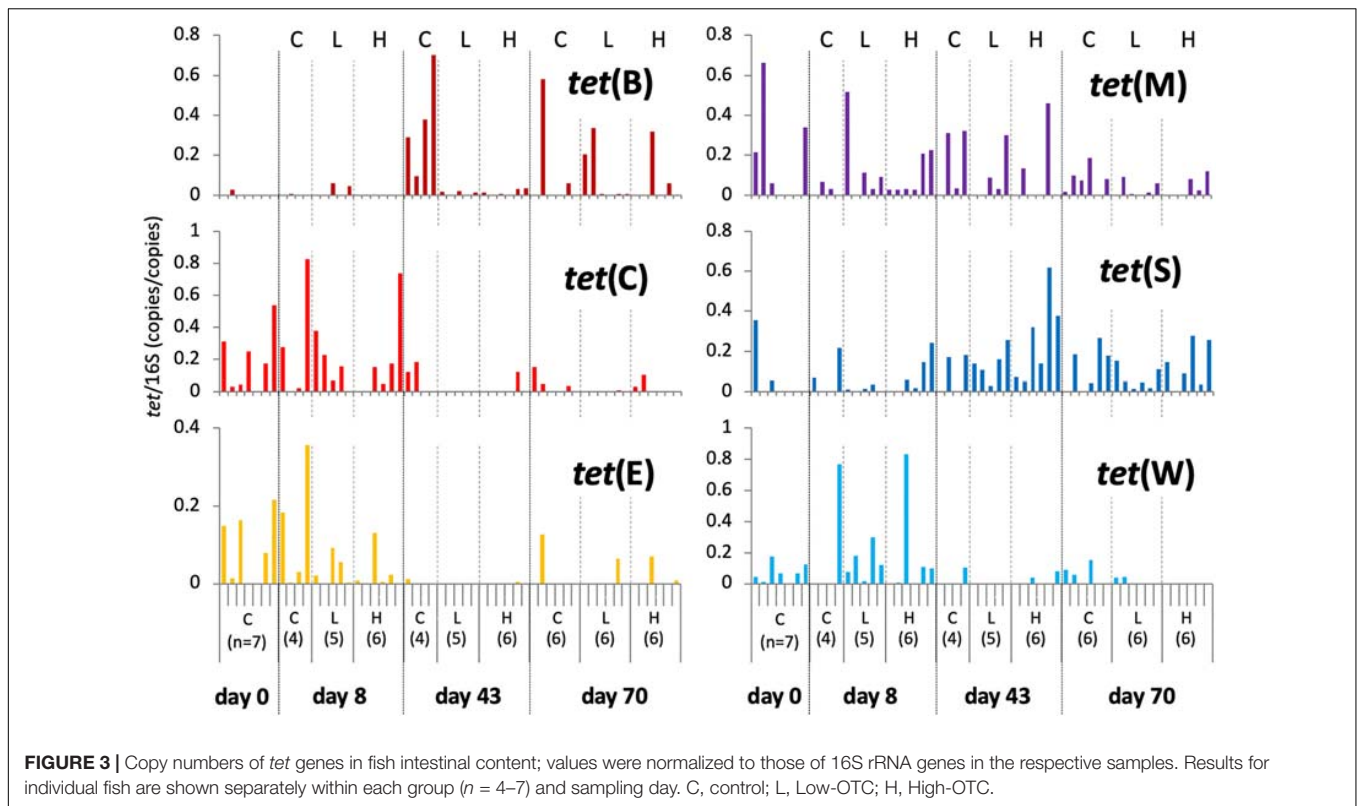 C L H C L H C L H
0.8
0.6
0.4
0.2
0
tet(B)
C L H C L H C L H
0.8
0.6
0.4
0.2
0
tet(M)
tet/16S (copies/copies)
1
0.8
0.6
0.4
0.2
0
tet(C)
0.8
0.6
0.4
0.2
0
tet(S)
0.4
0.2
0
tet(E)
1
0.8
0.6
0.4
0.2
0
tet(W)
C C L H C L H C L H
(n=7) (4) (5) (6) (4) (5) (6) (6) (6) (6)
day 0 day 8 day 43 day 70
C C L H C L H C L H
(n=7) (4) (5) (6) (4) (5) (6) (6) (6) (6)
day 0 day 8 day 43 day 70
FIGURE 3 | Copy numbers of tet genes in fish intestinal content; values were normalized to those of 16S rRNA genes in the respective samples. Results for
individual fish are shown separately within each group (n = 4–7) and sampling day. C, control; L, Low-OTC; H, High-OTC.